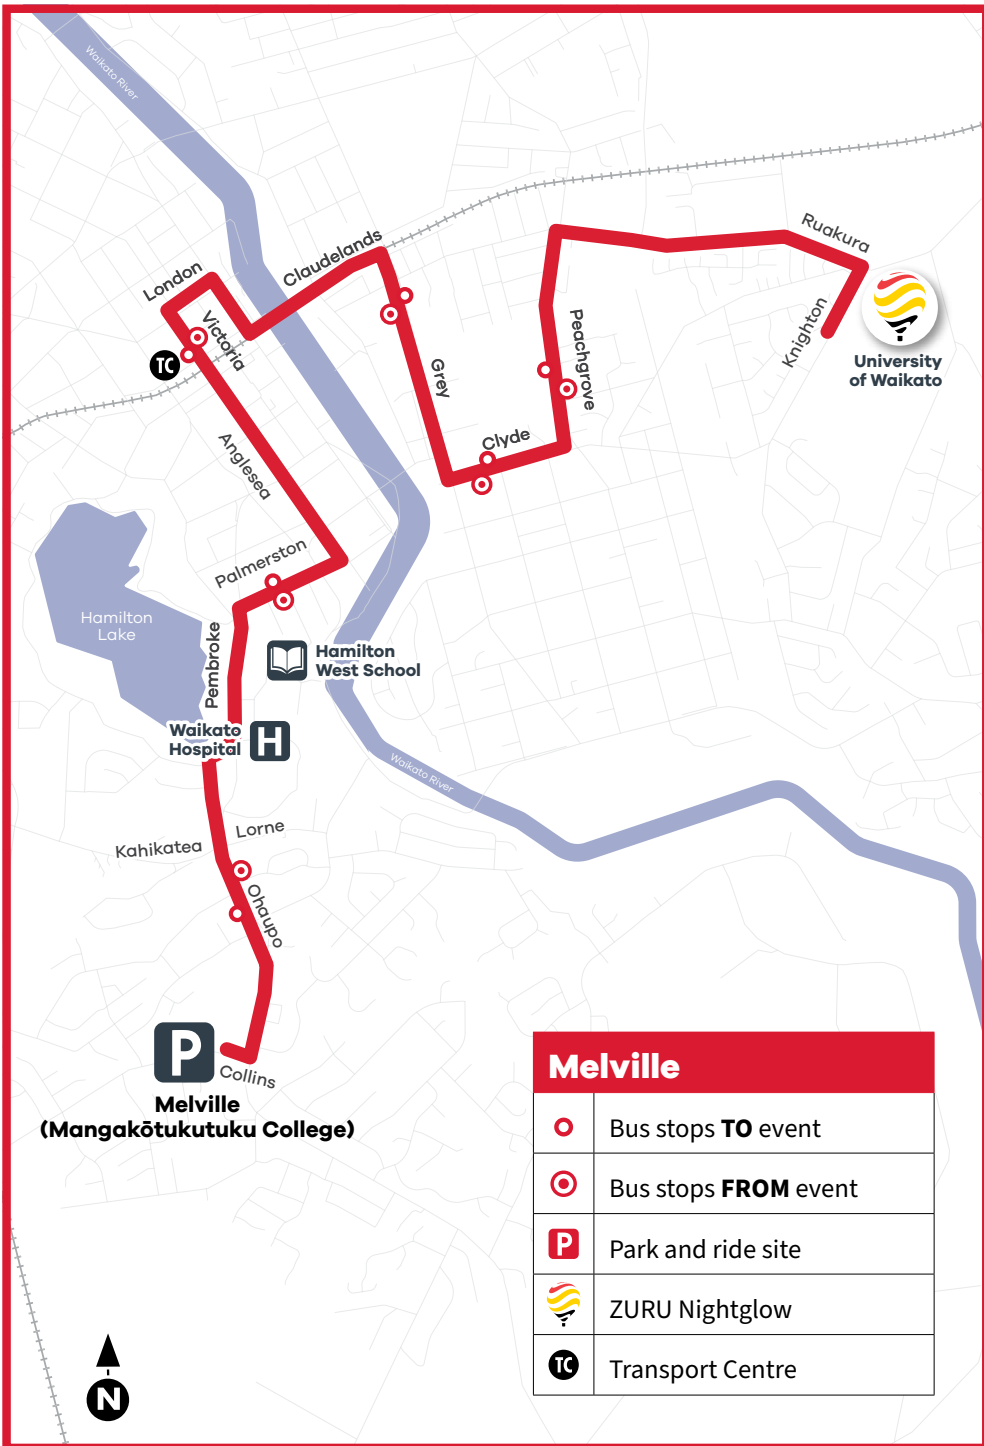 Waikato River
Ruakura
Claudelands
London
Victoria
TC
Knighton
University
of Waikato
Peachgrove
Grey
Clyde
Anglesea
Palmerston
Hamilton
Lake
Pembroke
Hamilton
West School
Waikato
Hospital
H
Waikato River
Lorne
Kahikatea
Ohaupo
P
Collins
Melville
(Mangakōtukutuku College)
Melville
Bus stops TO event
Bus stops FROM event
P
Park and ride site
ZURU Nightglow
TC
Transport Centre
N